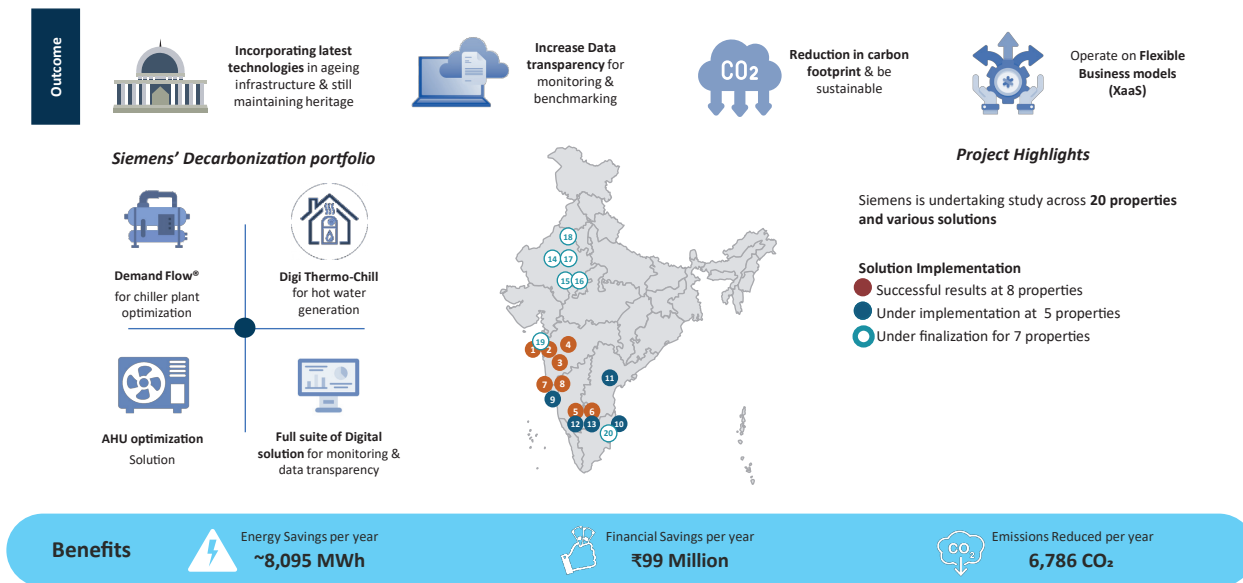 Outcome
Incorporating latest
technologies in ageing
infrastructure & still
maintaining heritage
Increase Data
transparency for
monitoring &
benchmarking
CO₂
Reduction in carbon
footprint & be
sustainable
Operate on Flexible
Business models
(XaaS)
Siemens' Decarbonization portfolio
Demand Flow®
for chiller plant
optimization
Digi Thermo-Chill
for hot water
generation
AHU optimization
Solution
Full suite of Digital
solution for monitoring &
data transparency
18
14 17
15 16
19
1 2 4
3
7 8
11
9
5 6
12 13 10
20
Project Highlights
Siemens is undertaking study across 20 properties
and various solutions
Solution Implementation
Successful results at 8 properties
Under implementation at 5 properties
Under finalization for 7 properties
Benefits
Energy Savings per year
~8,095 MWh
Financial Savings per year
₹99 Million
CO₂
Emissions Reduced per year
6,786 CO₂